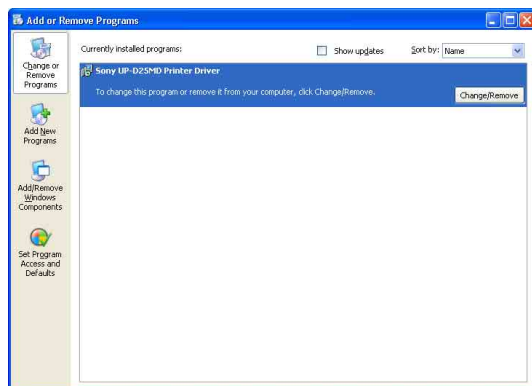 Add or Remove Programs
Change or
Remove
Programs
Add New
Programs
Add/Remove
Windows
Components
Set Program
Access and
Defaults
Currently installed programs:
Show updates
Sort by: Name
Sony UP-D25MD Printer Driver
To change this program or remove it from your computer, click Change/Remove.
Change/Remove